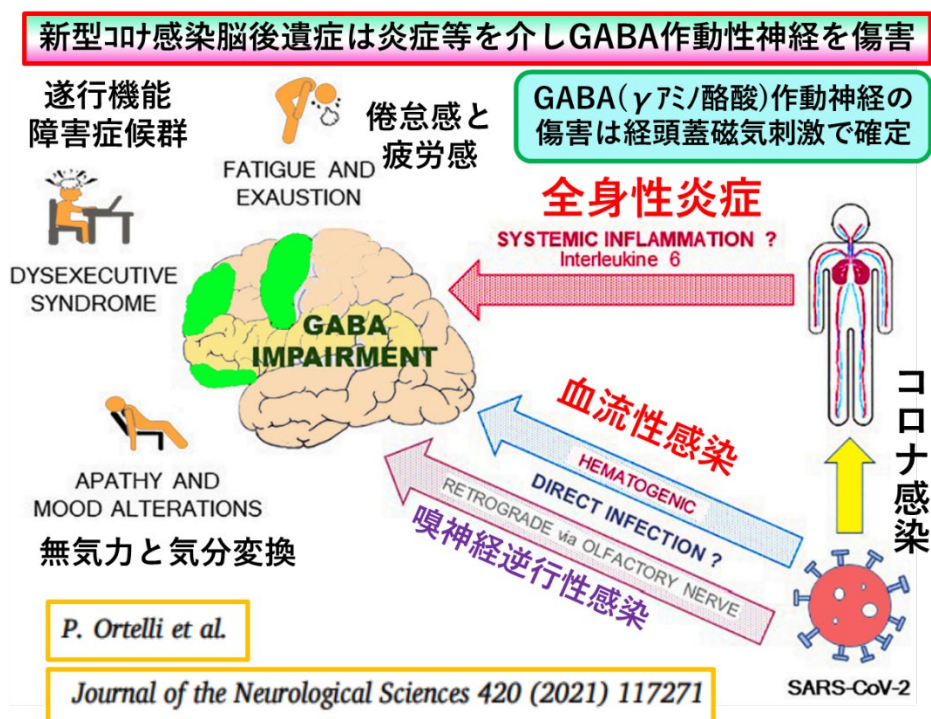 新型コロナ感染脳後遺症は炎症等を介しGABA作動性神経を傷害
遂行機能
障害症候群
倦怠感と
疲労感
GABA(γアミノ酪酸)作動神経の
傷害は経頭蓋磁気刺激で確定
FATIGUE AND
EXAUSTION
DYSEXECUTIVE
SYNDROME
全身性炎症
SYSTEMIC INFLAMMATION ?
Interleukine 6
GABA
IMPAIRMENT
血流性感染
HEMATOGENIC
DIRECT INFECTION ?
RETROGRADE via OLFACTORY NERVE
嗅神経逆行性感染
コロナ感染
APATHY AND
MOOD ALTERATIONS
無気力と気分変換
P. Ortelli et al.
Journal of the Neurological Sciences 420 (2021) 117271
SARS-CoV-2